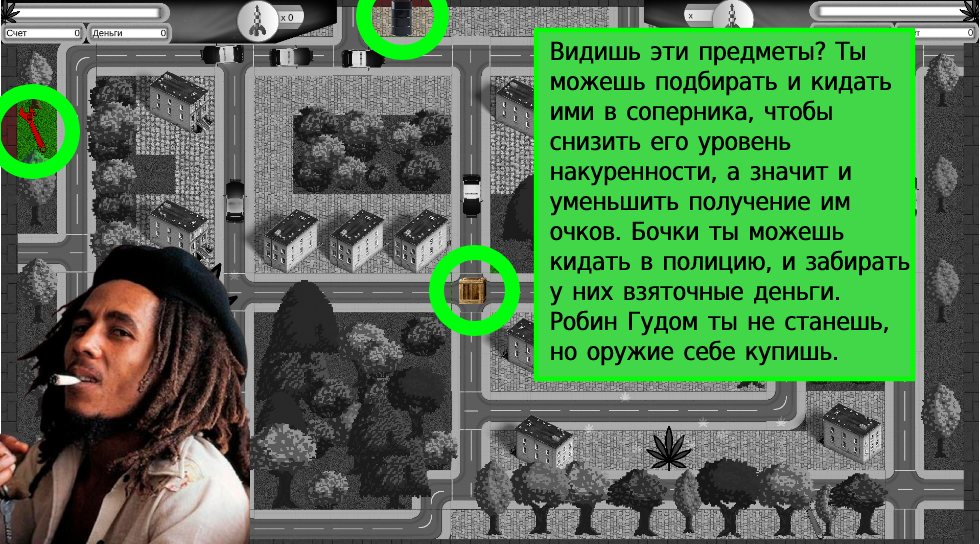 x 0
x
Счет 0
Деньги 0
0
Видишь эти предметы? Ты
можешь подбирать и кидать
ими в соперника, чтобы
снизить его уровень
накуренности, а значит и
уменьшить получение им
очков. Бочки ты можешь
кидать в полицию, и забирать
у них взяточные деньги.
Робин Гудом ты не станешь,
но оружие себе купишь.